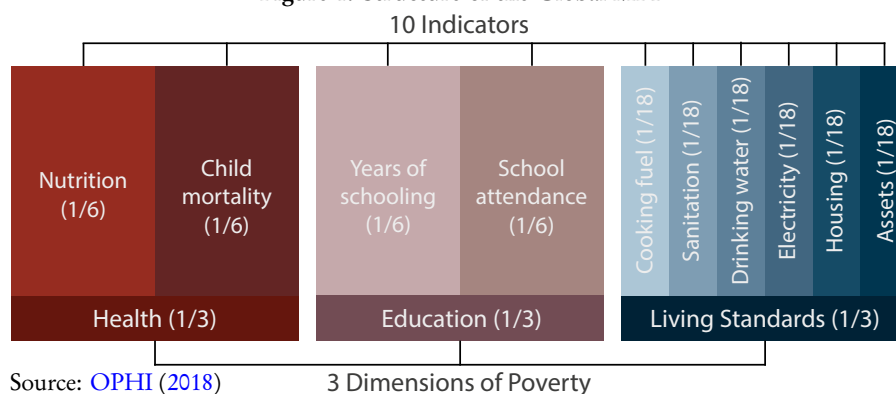 10 Indicators
Nutrition
(1/6)
Child
mortality
(1/6)
Years of
schooling
(1/6)
School
attendance
(1/6)
Cooking fuel (1/18)
Sanitation (1/18)
Drinking water (1/18)
Electricity (1/18)
Housing (1/18)
Assets (1/18)
Health (1/3)
Education (1/3)
Living Standards (1/3)
Source: OPHI (2018)
3 Dimensions of Poverty